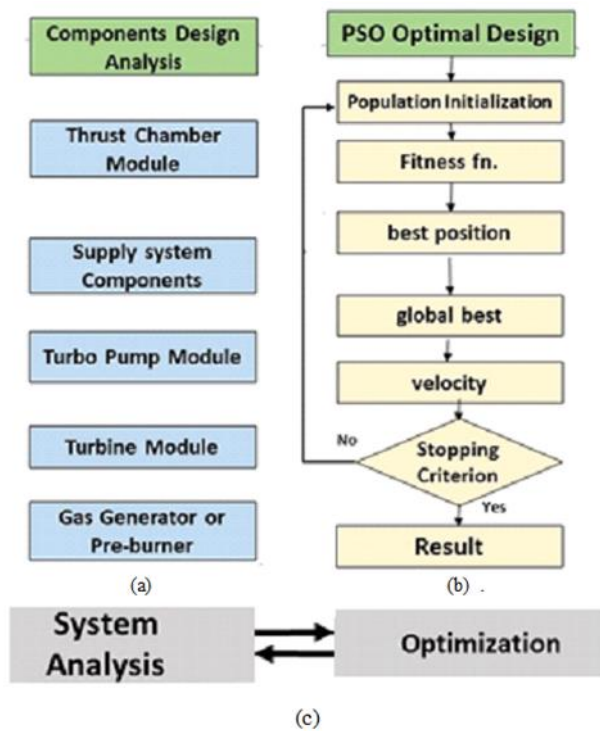 Components Design
Analysis
Thrust Chamber
Module
Supply system
Components
Turbo Pump Module
Turbine Module
Gas Generator or
Pre-burner
(a)
PSO Optimal Design
Population Initialization
Fitness fn.
best position
global best
velocity
No
Stopping
Criterion
Yes
Result
(b) .
System
Analysis
Optimization
(c)